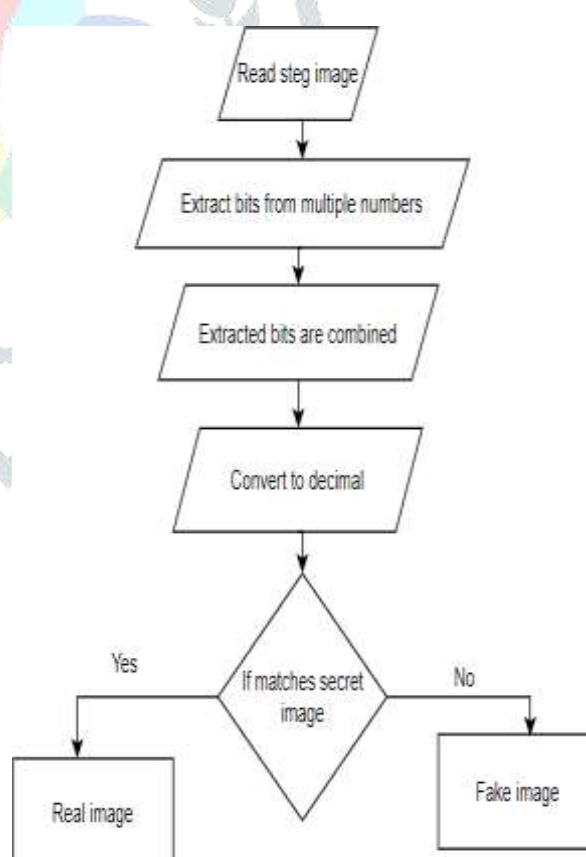 Read steg image
Extract bits from multiple numbers
Extracted bits are combined
Convert to decimal
If matches secret
image
Yes
No
Real image
Fake image